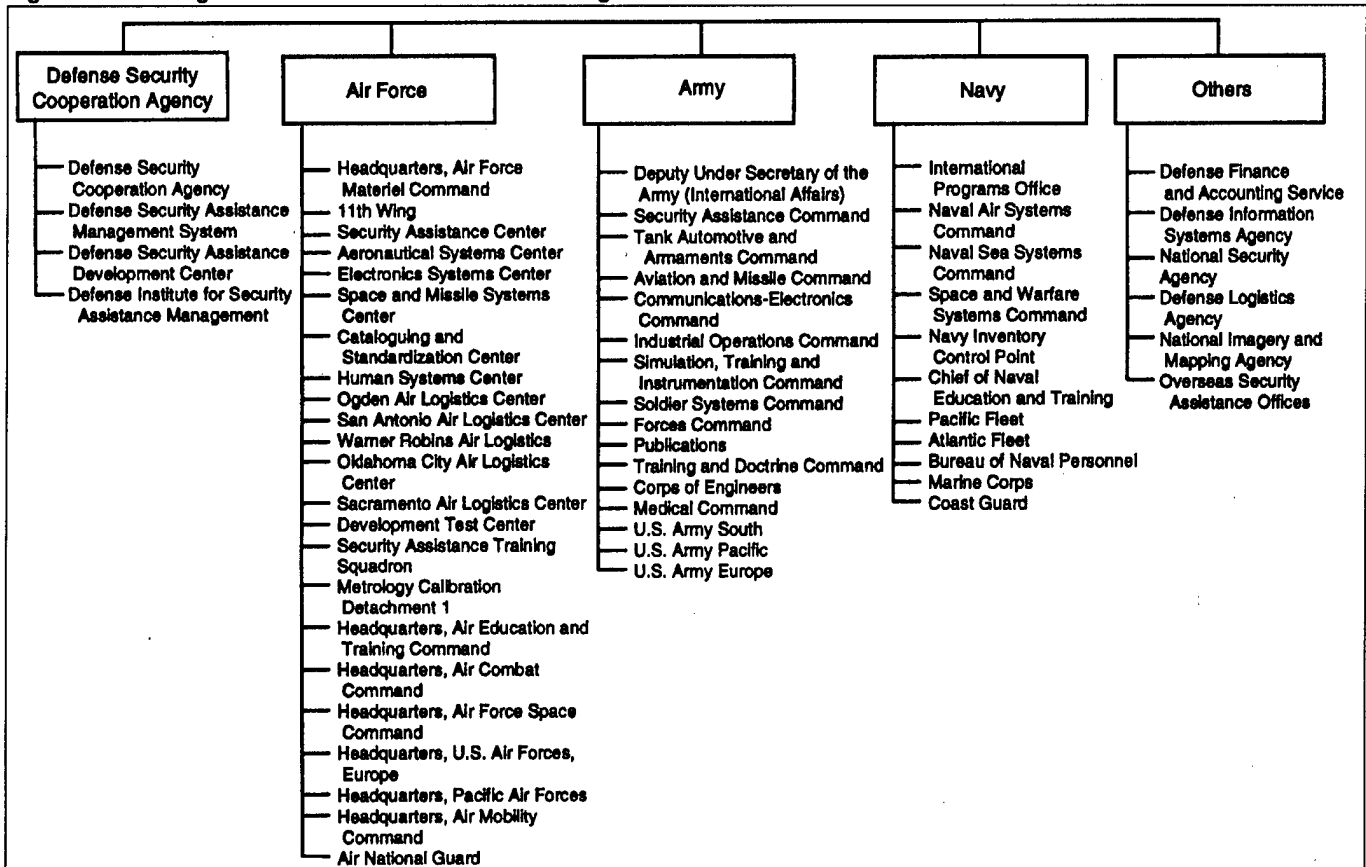 Defense Security
Cooperation Agency
Air Force
Army
Navy
Others
Defense Security
Cooperation Agency
Defense Security Assistance
Management System
Defense Security Assistance
Development Center
Defense Institute for Security
Assistance Management
Headquarters, Air Force
Materiel Command
11th Wing
Security Assistance Center
Aeronautical Systems Center
Electronics Systems Center
Space and Missile Systems
Center
Cataloguing and
Standardization Center
Human Systems Center
Ogden Air Logistics Center
San Antonio Air Logistics Center
Warner Robins Air Logistics
Oklahoma City Air Logistics
Center
Sacramento Air Logistics Center
Development Test Center
Security Assistance Training
Squadron
Metrology Calibration
Detachment 1
Headquarters, Air Education and
Training Command
Headquarters, Air Combat
Command
Headquarters, Air Force Space
Command
Headquarters, U.S. Air Forces,
Europe
Headquarters, Pacific Air Forces
Headquarters, Air Mobility
Command
Air National Guard
Deputy Under Secretary of the
Army (International Affairs)
Security Assistance Command
Tank Automotive and
Armaments Command
Aviation and Missile Command
Communications-Electronics
Command
Industrial Operations Command
Simulation, Training and
Instrumentation Command
Soldier Systems Command
Forces Command
Publications
Training and Doctrine Command
Corps of Engineers
Medical Command
U.S. Army South
U.S. Army Pacific
U.S. Army Europe
International
Programs Office
Naval Air Systems
Command
Naval Sea Systems
Command
Space and Warfare
Systems Command
Navy Inventory
Control Point
Chief of Naval
Education and Training
Pacific Fleet
Atlantic Fleet
Bureau of Naval Personnel
Marine Corps
Coast Guard
Defense Finance
and Accounting Service
Defense Information
Systems Agency
National Security
Agency
Defense Logistics
Agency
National Imagery and
Mapping Agency
Overseas Security
Assistance Offices